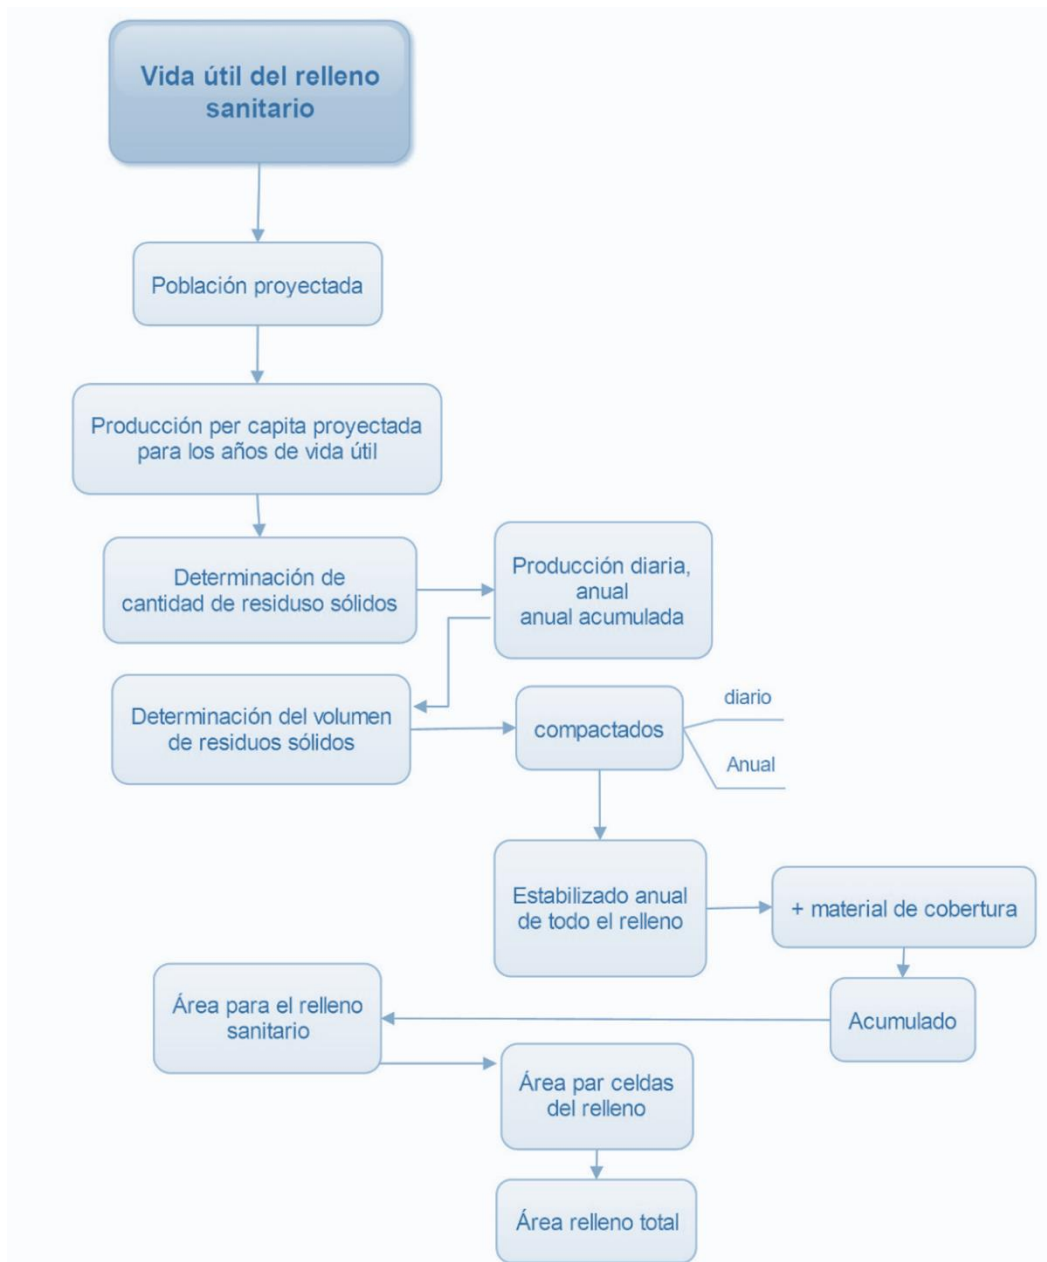 Vida útil del relleno
sanitario
Población proyectada
Producción per capita proyectada
para los años de vida útil
Determinación de
cantidad de residuso sólidos
Producción diaria,
anual
anual acumulada
Determinación del volumen
de residuos sólidos
compactados
diario
Anual
Estabilizado anual
de todo el relleno
+ material de cobertura
Acumulado
Área para el relleno
sanitario
Área par celdas
del relleno
Área relleno total